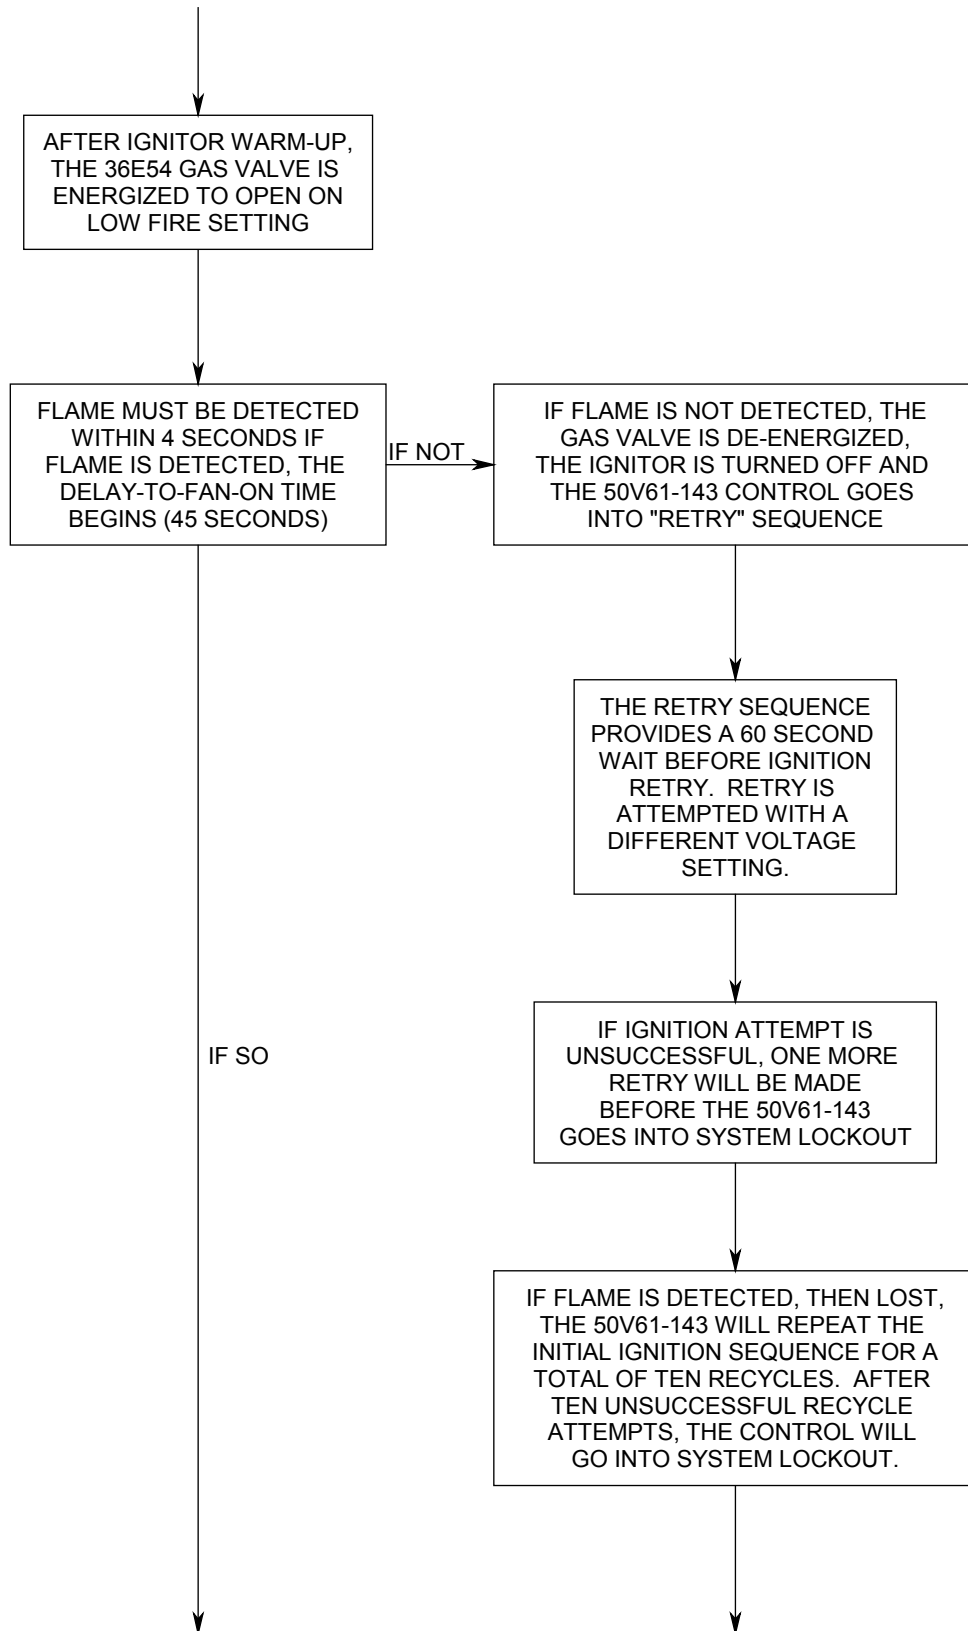 AFTER IGNITOR WARM-UP,
THE 36E54 GAS VALVE IS
ENERGIZED TO OPEN ON
LOW FIRE SETTING
FLAME MUST BE DETECTED
WITHIN 4 SECONDS IF
FLAME IS DETECTED, THE
DELAY-TO-FAN-ON TIME
BEGINS (45 SECONDS)
IF NOT
IF FLAME IS NOT DETECTED, THE
GAS VALVE IS DE-ENERGIZED,
THE IGNITOR IS TURNED OFF AND
THE 50V61-143 CONTROL GOES
INTO "RETRY" SEQUENCE
THE RETRY SEQUENCE
PROVIDES A 60 SECOND
WAIT BEFORE IGNITION
RETRY.  RETRY IS
ATTEMPTED WITH A
DIFFERENT VOLTAGE
SETTING.
IF SO
IF IGNITION ATTEMPT IS
UNSUCCESSFUL, ONE MORE
RETRY WILL BE MADE
BEFORE THE 50V61-143
GOES INTO SYSTEM LOCKOUT
IF FLAME IS DETECTED, THEN LOST,
THE 50V61-143 WILL REPEAT THE
INITIAL IGNITION SEQUENCE FOR A
TOTAL OF TEN RECYCLES.  AFTER
TEN UNSUCCESSFUL RECYCLE
ATTEMPTS, THE CONTROL WILL
GO INTO SYSTEM LOCKOUT.